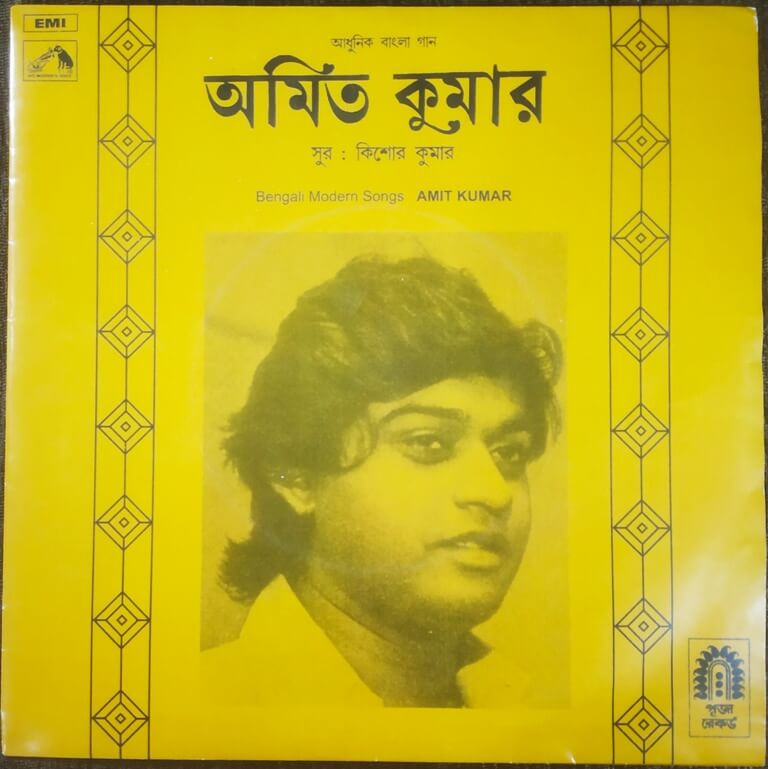 EMI
আধুনিক বাংলা গান
অমিত কুমার
সুর : কিশোর কুমার
Bengali Modern Songs AMIT KUMAR
পূজা
রেকর্ড